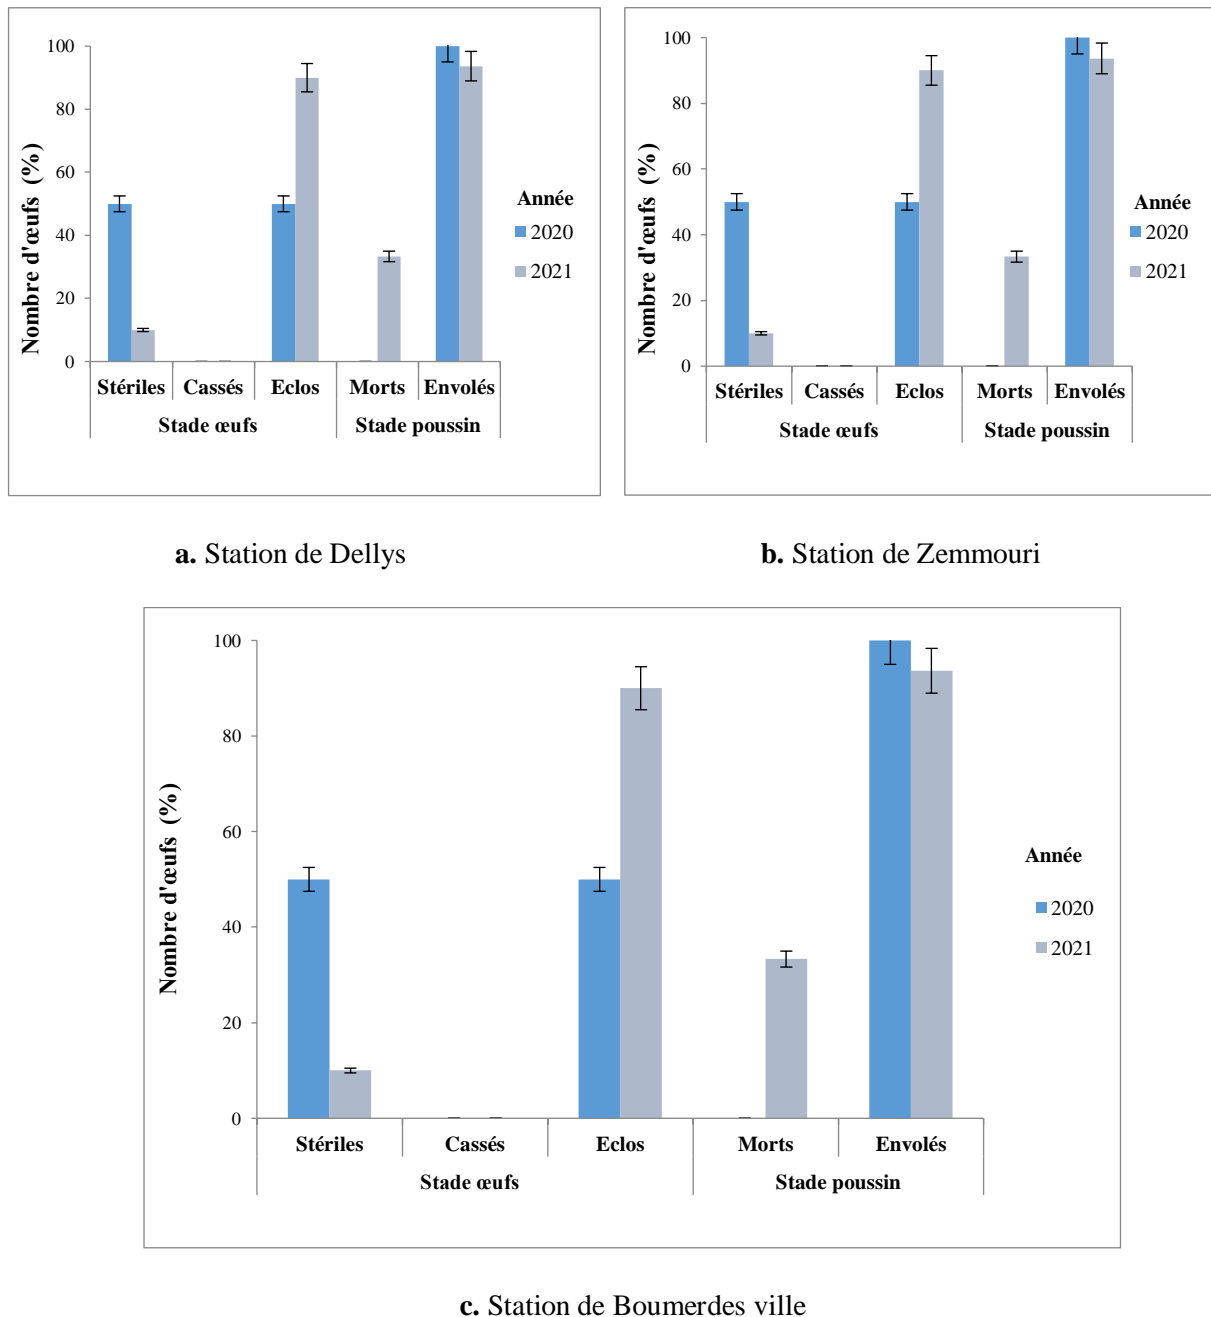 Nombre d'œufs (%)
100
80
60
40
20
0
Stériles Cassés Eclos Morts Envolés
Stade œufs Stade poussin
Année
2020
2021
a. Station de Dellys
Nombre d'œufs (%)
100
80
60
40
20
0
Stériles Cassés Eclos Morts Envolés
Stade œufs Stade poussin
Année
2020
2021
b. Station de Zemmouri
Nombre d'œufs (%)
100
80
60
40
20
0
Stériles Cassés Eclos Morts Envolés
Stade œufs Stade poussin
Année
2020
2021
c. Station de Boumerdes ville